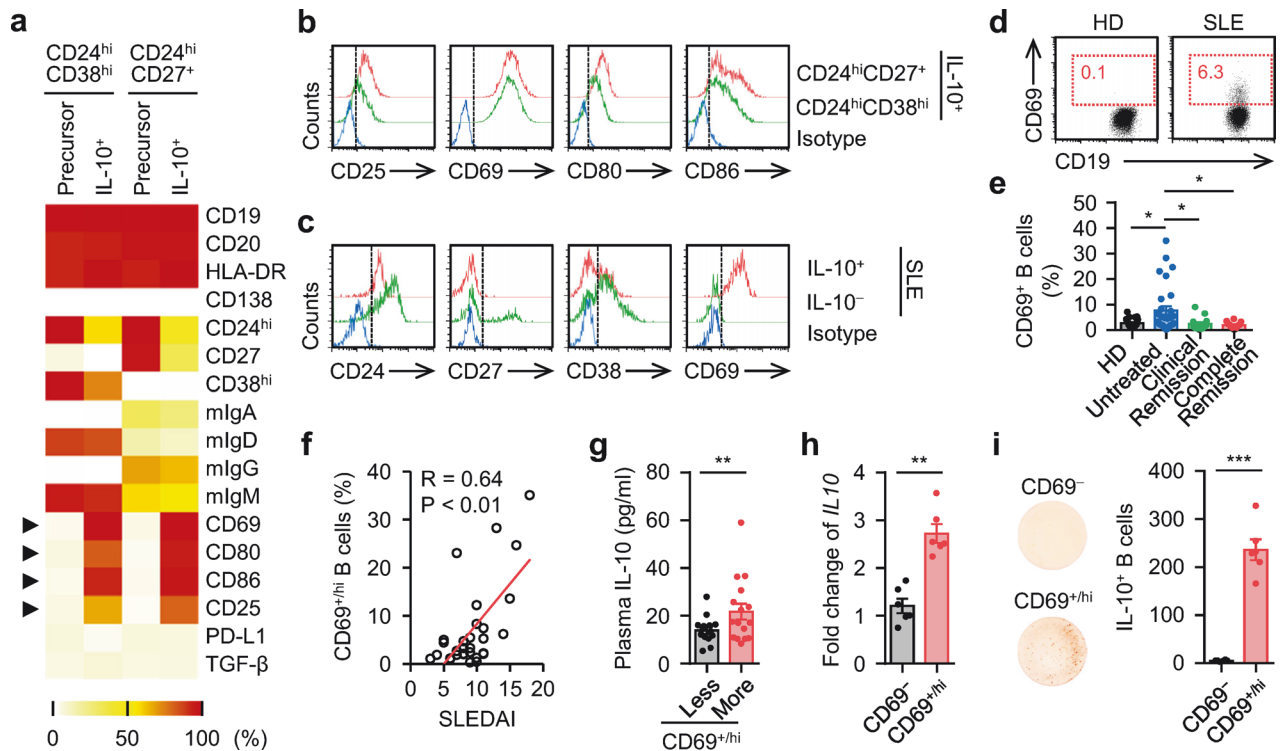 a
CD24hi CD24hi
CD38hi CD27+
Precursor
IL-10+
Precursor
IL-10+
CD19
CD20
HLA-DR
CD138
CD24hi
CD27
CD38hi
mIgA
mIgD
mIgG
mIgM
CD69
CD80
CD86
CD25
PD-L1
TGF-β
0 50 100 (%)
b
Counts
CD25 CD69 CD80 CD86
CD24hiCD27+
CD24hiCD38hi
Isotype
IL-10+
c
Counts
CD24 CD27 CD38 CD69
IL-10+
IL-10–
Isotype
SLE
d
HD SLE
0.1 6.3
CD69
CD19
e
CD69+ B cells
(%)
50
40
30
20
10
0
*
* *
HD
Untreated
Clinical
Remission
Complete
Remission
f
CD69+/hi B cells (%)
R = 0.64
P < 0.01
40
30
20
10
0
0 5 10 15 20
SLEDAI
g
Plasma IL-10 (pg/ml)
80
60
40
20
0
**
Less
More
CD69+/hi
h
Fold change of IL10
4
3
2
1
0
**
CD69–
CD69+/hi
i
CD69–
CD69+/hi
IL-10+ B cells
400
300
200
100
0
***
CD69–
CD69+/hi